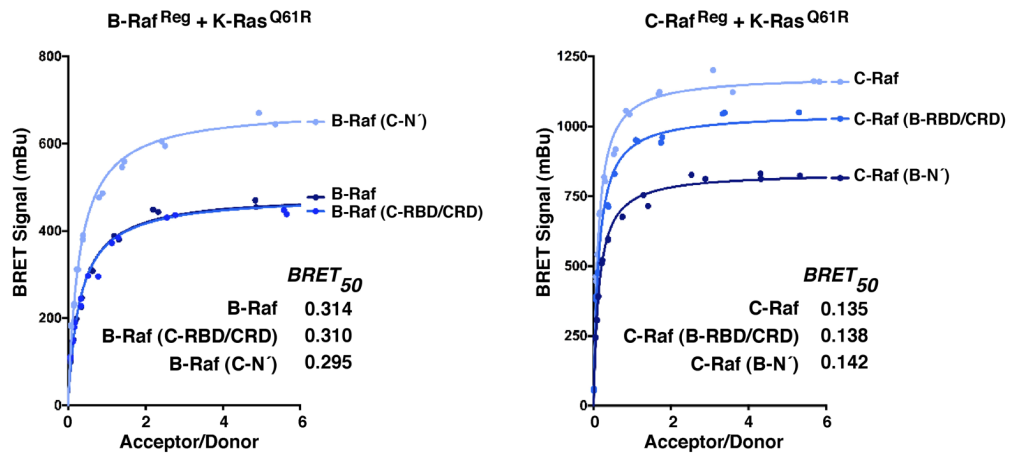 B-Raf Reg + K-Ras Q61R
BRET Signal (mBu)
800
600
400
200
0
0
2
4
6
Acceptor/Donor
B-Raf (C-N´)
B-Raf
B-Raf (C-RBD/CRD)
BRET50
B-Raf 0.314
B-Raf (C-RBD/CRD) 0.310
B-Raf (C-N´) 0.295
C-Raf Reg + K-Ras Q61R
BRET Signal (mBu)
1250
1000
750
500
250
0
0
2
4
6
Acceptor/Donor
C-Raf
C-Raf (B-RBD/CRD)
C-Raf (B-N´)
BRET50
C-Raf 0.135
C-Raf (B-RBD/CRD) 0.138
C-Raf (B-N´) 0.142